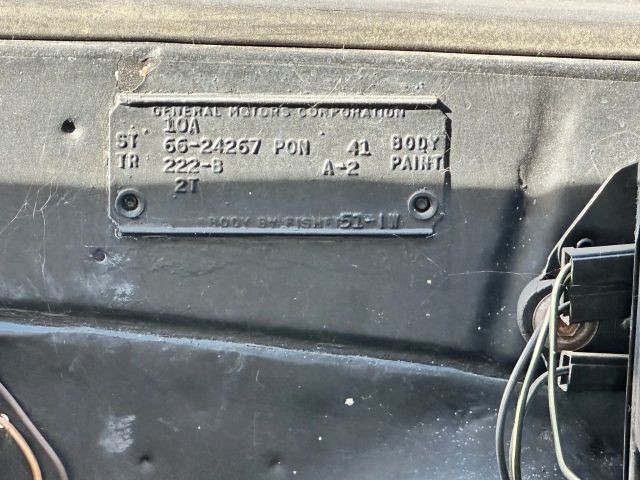 GENERAL MOTORS CORPORATION
10A
ST 66-24267 PON 41 BODY
TR 222-B A-2 PAINT
2T
BODY BY FISHER 51-1W